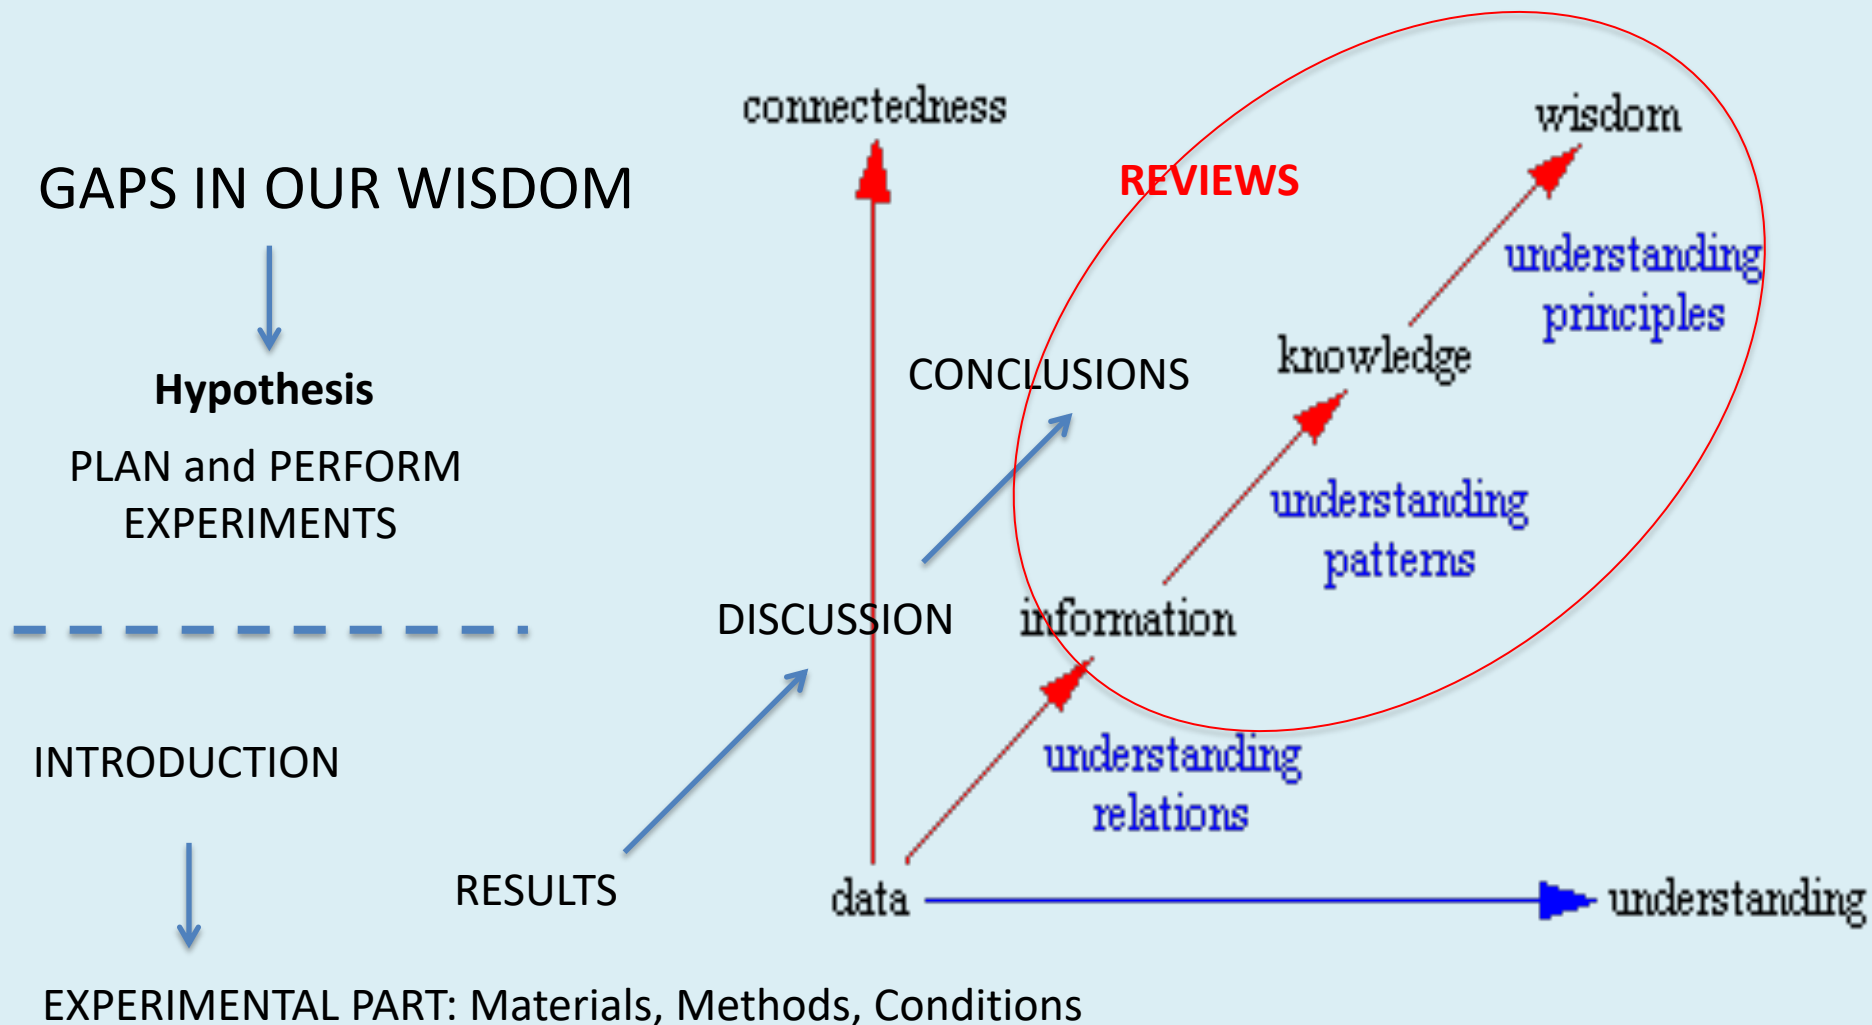 connectedness
wisdom
GAPS IN OUR WISDOM
REVIEWS
understanding
principles
Hypothesis
CONCLUSIONS
knowledge
PLAN and PERFORM
EXPERIMENTS
understanding
patterns
DISCUSSION
information
INTRODUCTION
understanding
relations
RESULTS
data
understanding
EXPERIMENTAL PART: Materials, Methods, Conditions